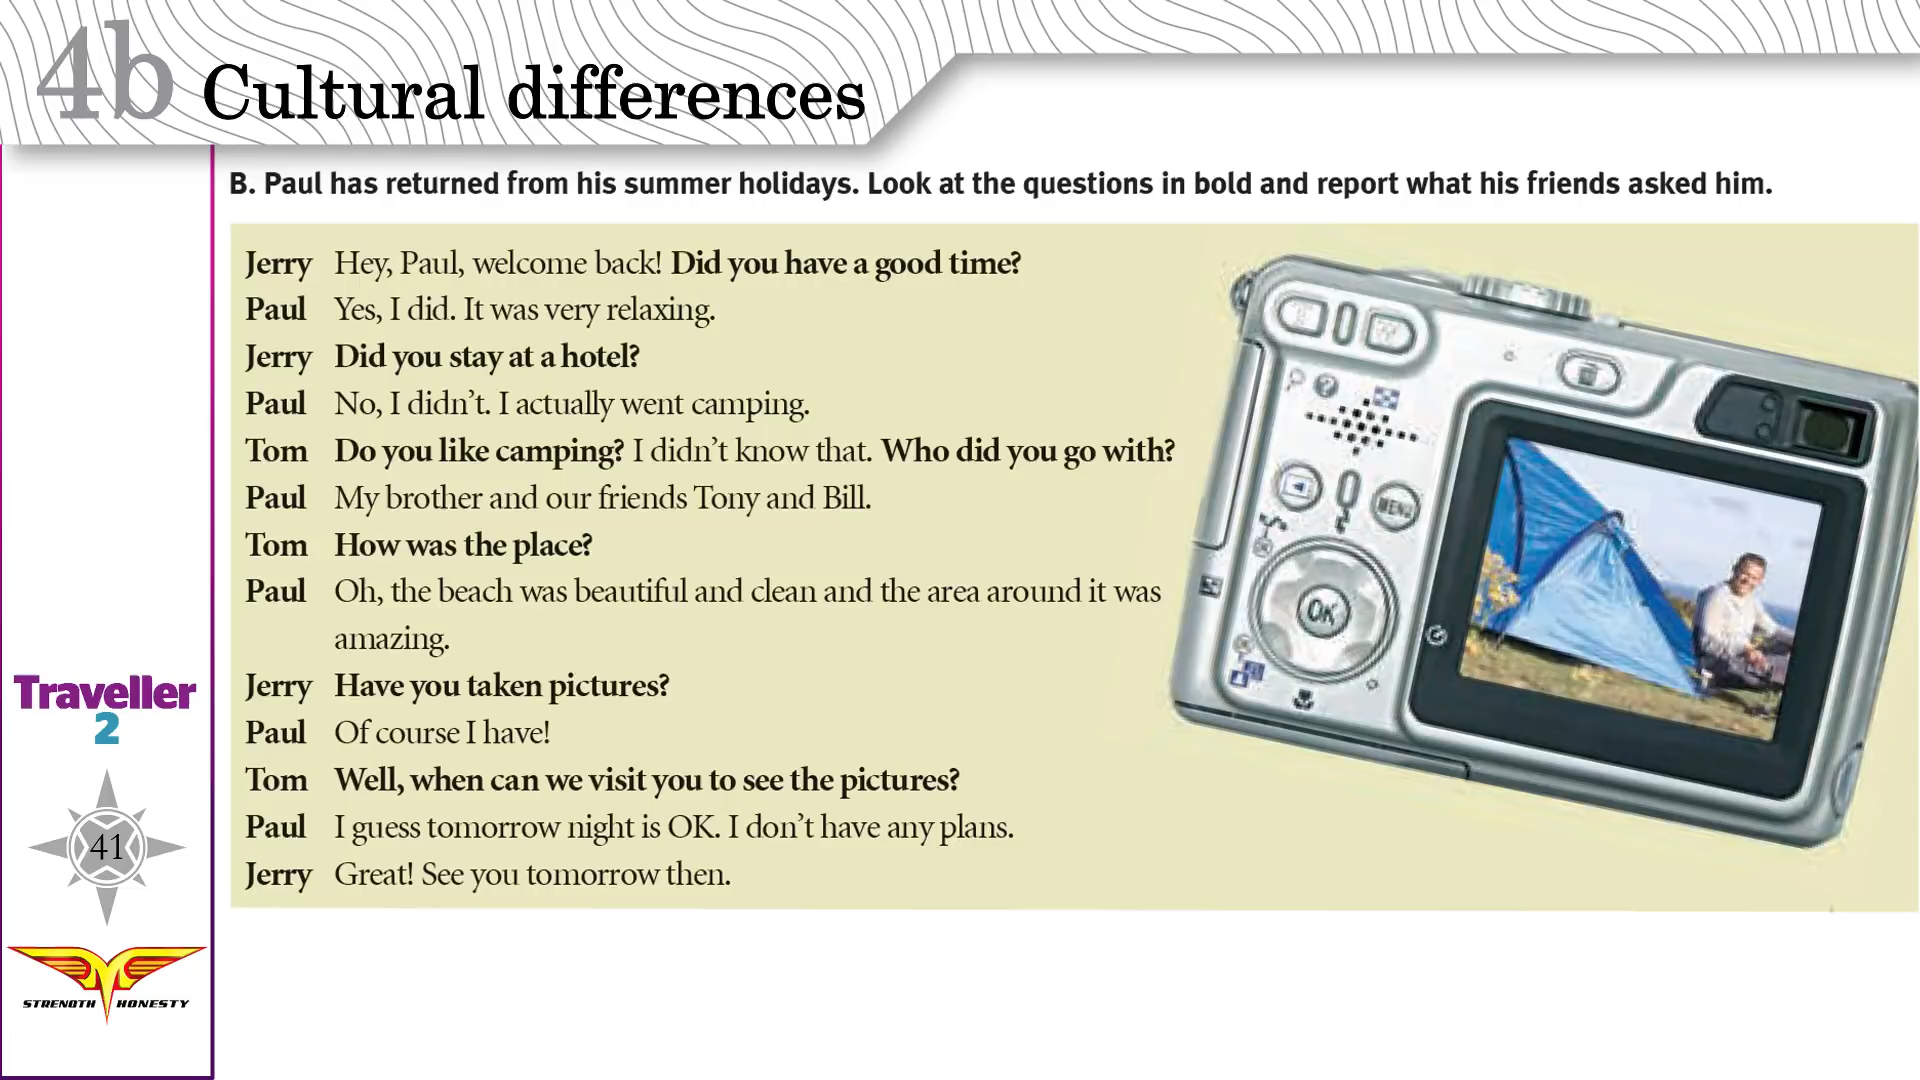 4b Cultural differences
B. Paul has returned from his summer holidays. Look at the questions in bold and report what his friends asked him.
Jerry Hey, Paul, welcome back! Did you have a good time?
Paul Yes, I did. It was very relaxing.
Jerry Did you stay at a hotel?
Paul No, I didn't. I actually went camping.
Tom Do you like camping? I didn't know that. Who did you go with?
Paul My brother and our friends Tony and Bill.
Tom How was the place?
Paul Oh, the beach was beautiful and clean and the area around it was
amazing.
Jerry Have you taken pictures?
Paul Of course I have!
Tom Well, when can we visit you to see the pictures?
Paul I guess tomorrow night is OK. I don't have any plans.
Jerry Great! See you tomorrow then.
MENU
OK
Traveller
2
41
STRENGTH HONESTY